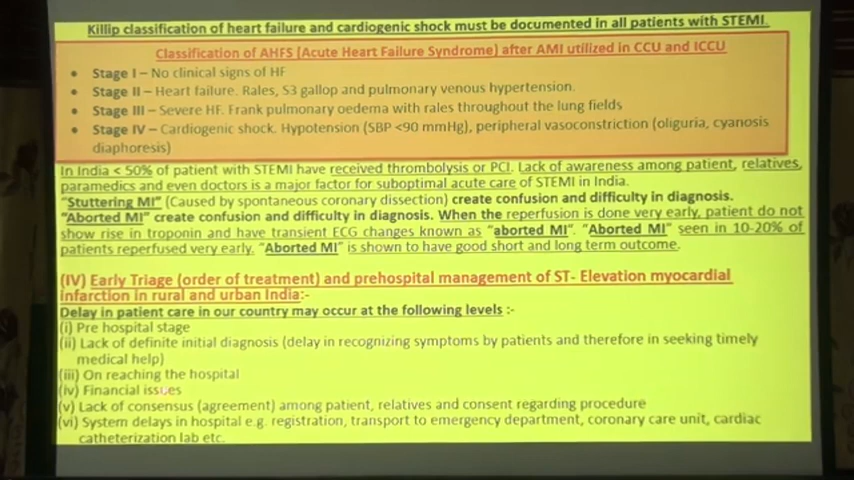 Killip classification of heart failure and cardiogenic shock must be documented in all patients with STEMI.
Classification of AHFS (Acute Heart Failure Syndrome) after AMI utilized in CCU and ICCU
• Stage I – No clinical signs of HF
• Stage II – Heart failure. Rales, S3 gallop and pulmonary venous hypertension.
• Stage III – Severe HF. Frank pulmonary oedema with rales throughout the lung fields
• Stage IV – Cardiogenic shock. Hypotension (SBP <90 mmHg), peripheral vasoconstriction (oliguria, cyanosis
diaphoresis)
In India < 50% of patient with STEMI have received thrombolysis or PCI. Lack of awareness among patient, relatives,
paramedics and even doctors is a major factor for suboptimal acute care of STEMI in India.
"Stuttering MI" (Caused by spontaneous coronary dissection) create confusion and difficulty in diagnosis.
"Aborted MI" create confusion and difficulty in diagnosis. When the reperfusion is done very early, patient do not
show rise in troponin and have transient ECG changes known as "aborted MI". "Aborted MI" seen in 10-20% of
patients reperfused very early. "Aborted MI" is shown to have good short and long term outcome.
(IV) Early Triage (order of treatment) and prehospital management of ST- Elevation myocardial
infarction in rural and urban India:-
Delay in patient care in our country may occur at the following levels :-
(i) Pre hospital stage
(ii) Lack of definite initial diagnosis (delay in recognizing symptoms by patients and therefore in seeking timely
medical help)
(iii) On reaching the hospital
(iv) Financial issues
(v) Lack of consensus (agreement) among patient, relatives and consent regarding procedure
(vi) System delays in hospital e.g. registration, transport to emergency department, coronary care unit, cardiac
catheterization lab etc.